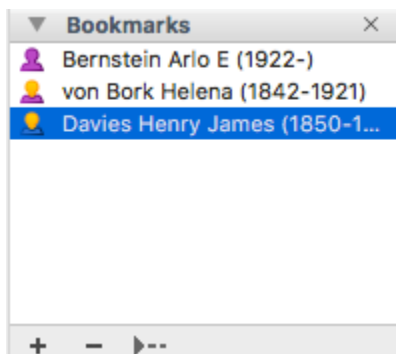 Bookmarks
Bernstein Arlo E (1922-)
von Bork Helena (1842-1921)
Davies Henry James (1850-1...